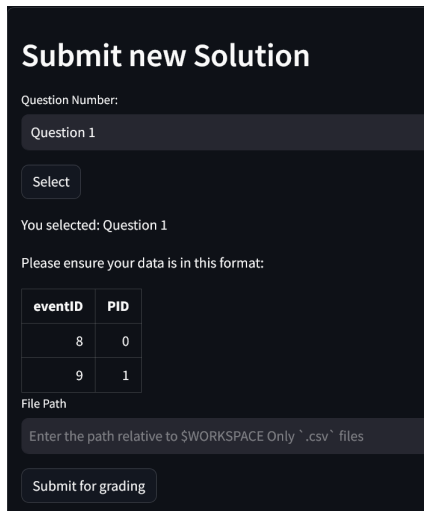 Submit new Solution
Question Number:
Question 1
Select
You selected: Question 1
Please ensure your data is in this format:
eventID PID
8 0
9 1
File Path
Enter the path relative to $WORKSPACE Only `.csv` files
Submit for grading